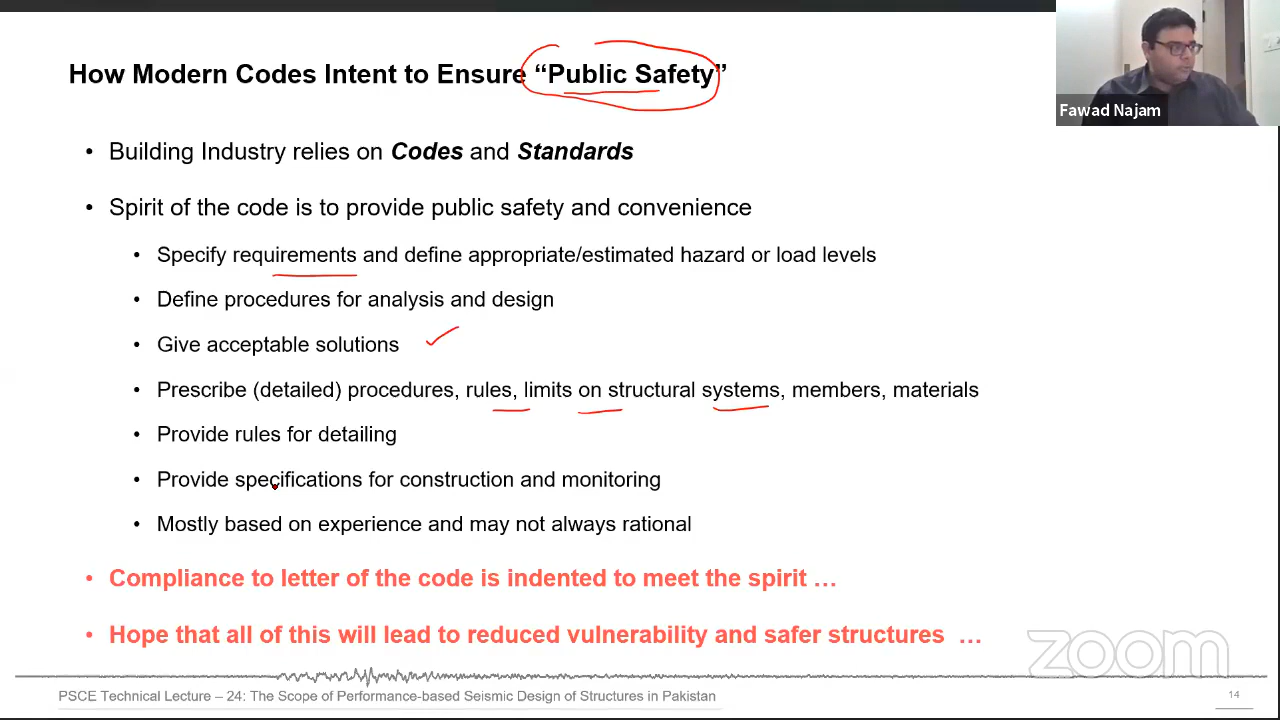 How Modern Codes Intent to Ensure “Public Safety”
Fawad Najam
• Building Industry relies on Codes and Standards
• Spirit of the code is to provide public safety and convenience
• Specify requirements and define appropriate/estimated hazard or load levels
• Define procedures for analysis and design
• Give acceptable solutions
• Prescribe (detailed) procedures, rules, limits on structural systems, members, materials
• Provide rules for detailing
• Provide specifications for construction and monitoring
• Mostly based on experience and may not always rational
• Compliance to letter of the code is indented to meet the spirit …
• Hope that all of this will lead to reduced vulnerability and safer structures …
zoom
PSCE Technical Lecture – 24: The Scope of Performance-based Seismic Design of Structures in Pakistan
14